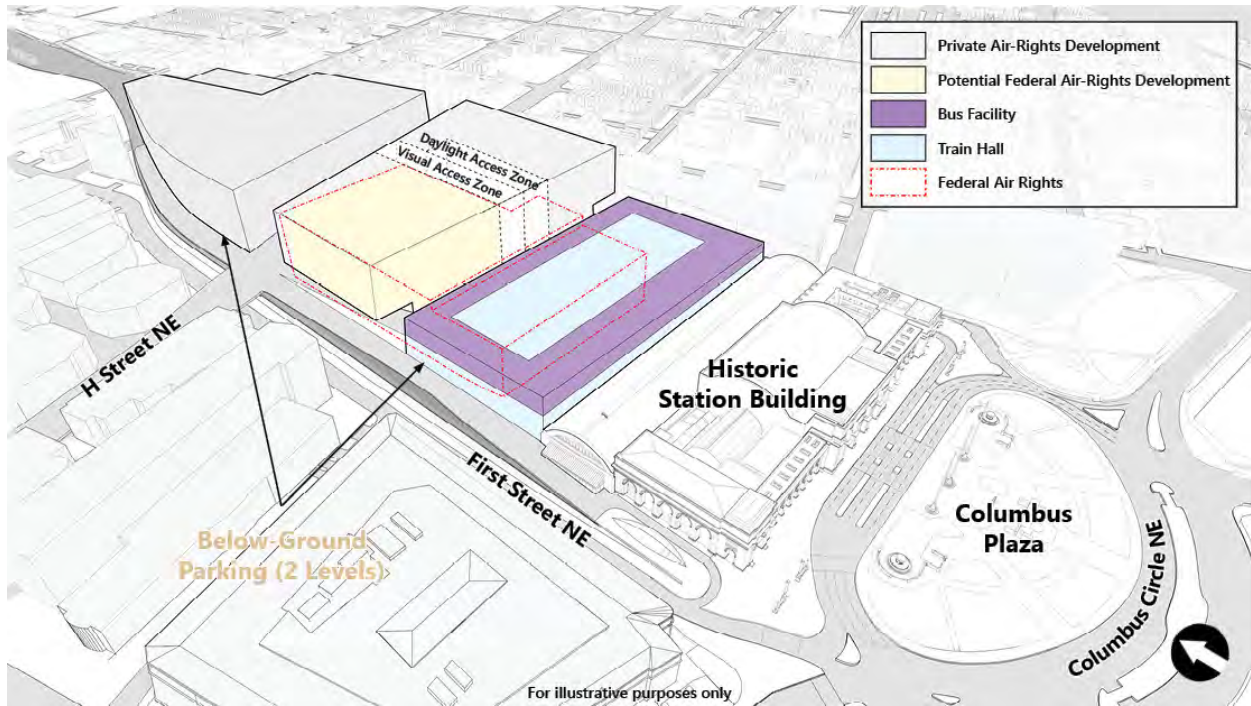 Private Air-Rights Development
Potential Federal Air-Rights Development
Bus Facility
Train Hall
Federal Air Rights
Daylight Access Zone
Visual Access Zone
H Street NE
Historic
Station Building
First Street NE
Columbus
Plaza
Below-Ground
Parking (2 Levels)
Columbus Circle NE
For illustrative purposes only